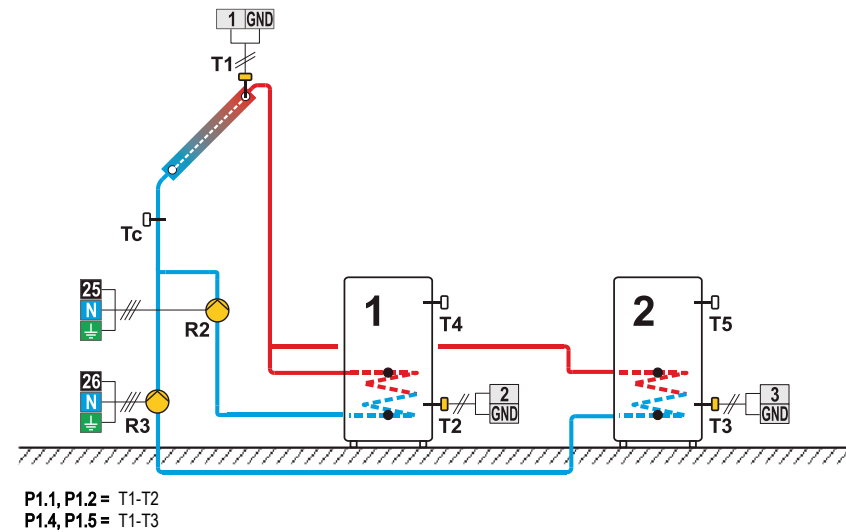 1 GND
T1
Tc
25
N
R2
26
N
R3
1
T4
2
GND
T2
2
T5
3
GND
T3
P1.1, P1.2 = T1-T2
P1.4, P1.5 = T1-T3